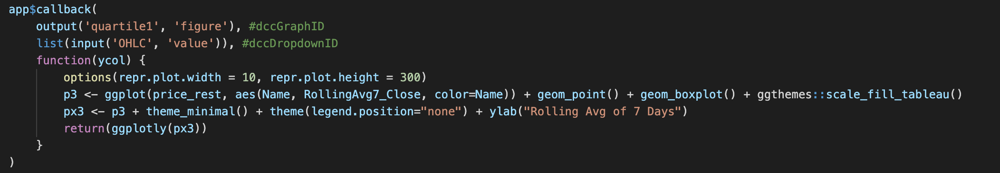 app$callback(
    output('quartile1', 'figure'), #dccGraphID
    list(input('OHLC', 'value')), #dccDropdownID
    function(ycol) {
        options(repr.plot.width = 10, repr.plot.height = 300)
        p3 <- ggplot(price_rest, aes(Name, RollingAvg7_Close, color=Name)) + geom_point() + geom_boxplot() + ggthemes::scale_fill_tableau()
        px3 <- p3 + theme_minimal() + theme(legend.position="none") + ylab("Rolling Avg of 7 Days")
        return(ggplotly(px3))
    }
)